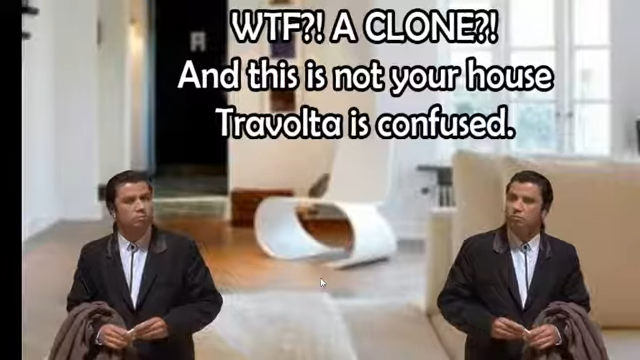 WTF?! A CLONE?!
And this is not your house
Travolta is confused.